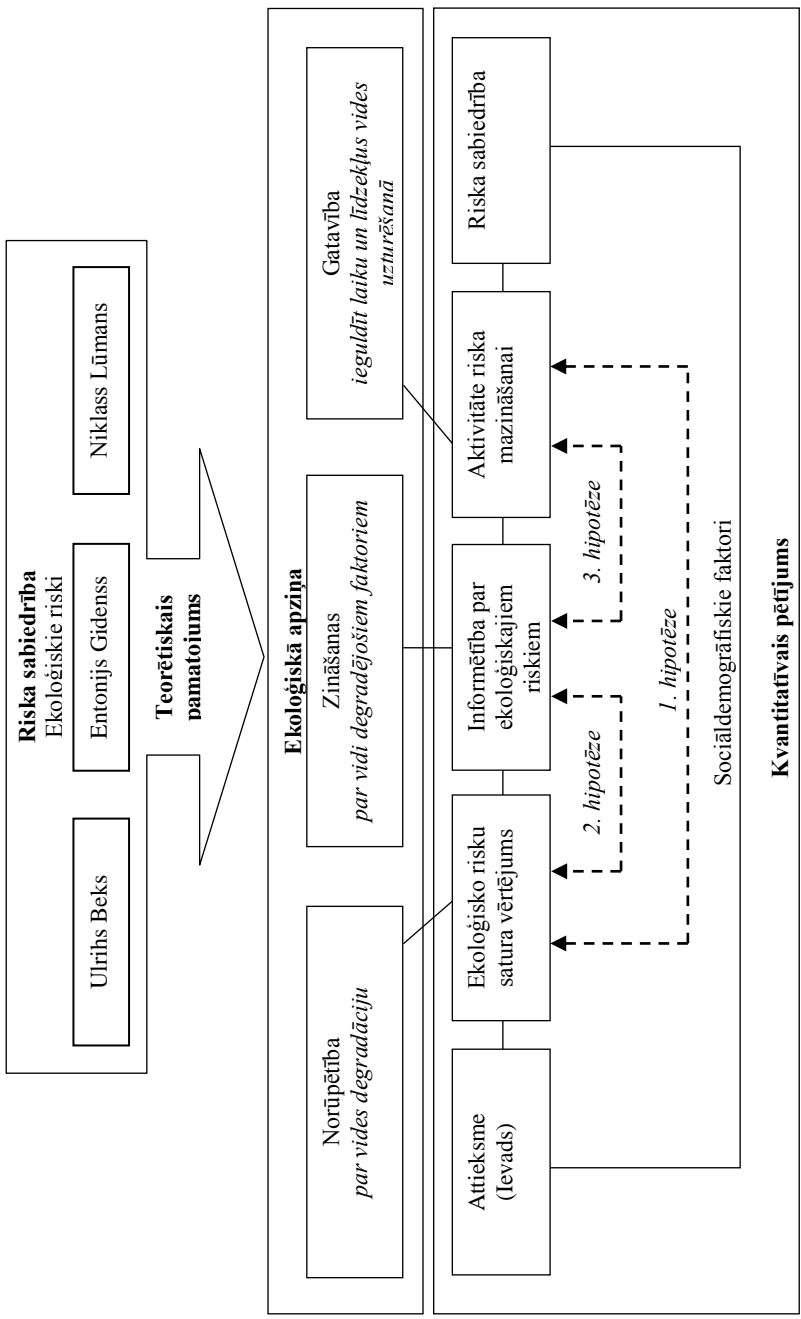 Riska sabiedrība
Ekoloģiskie riski
Ulrihs Beks
Entonijs Gidenss
Niklass Lūmans
Teorētiskais
pamatojums
Ekoloģiskā apziņa
Norūpētība
par vides degradāciju
Zināšanas
par vidi degradējošiem faktoriem
Gatavība
ieguldīt laiku un līdzekļus vides
uzturēšanā
Attieksme
(Ievads)
Ekoloģisko risku
satura vērtējums
Informētība par
ekoloģiskajiem
riskiem
Aktivitāte riska
mazināšanai
Riska sabiedrība
2. hipotēze
3. hipotēze
1. hipotēze
Sociāldemogrāfiskie faktori
Kvantitatīvais pētījums